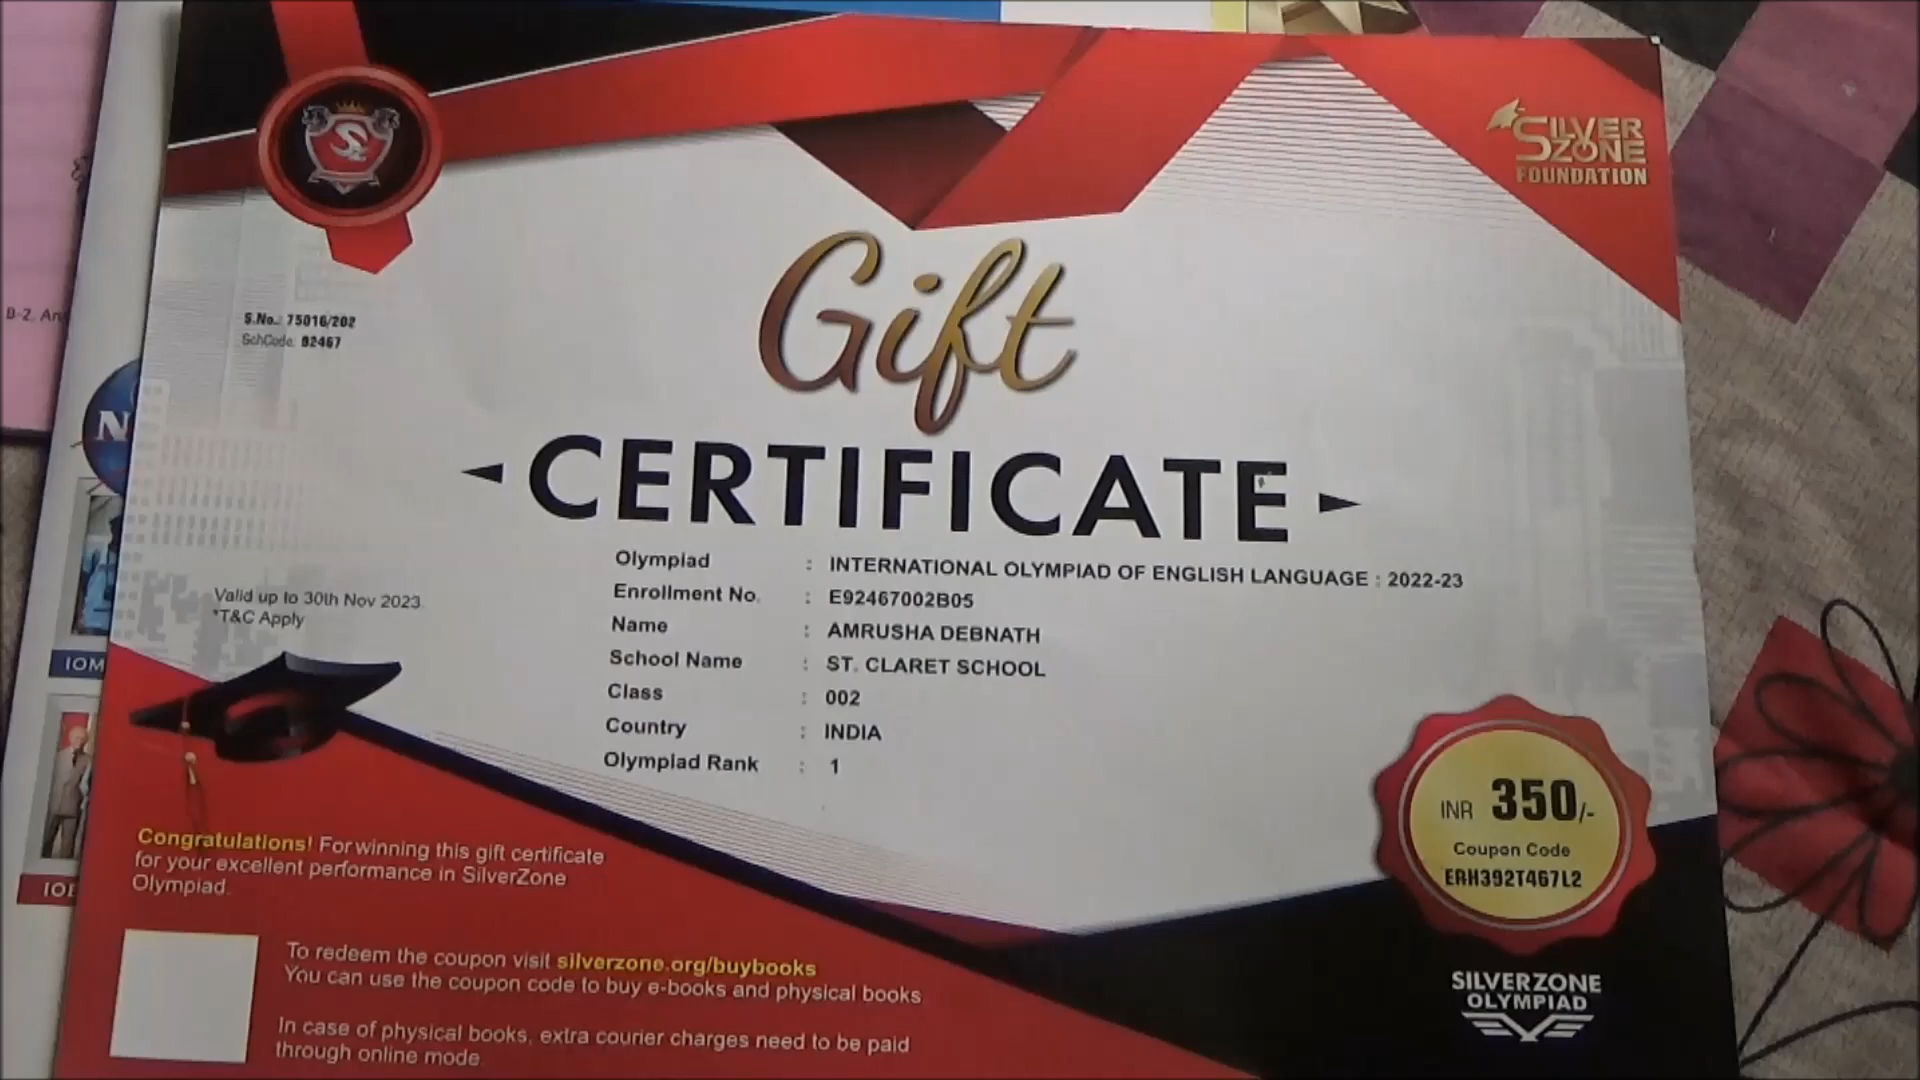 SILVER
ZONE
FOUNDATION
S.No.: 75016/202
SchCode: 92467
Gift
CERTIFICATE
Olympiad : INTERNATIONAL OLYMPIAD OF ENGLISH LANGUAGE : 2022-23
Enrollment No. : E92467002B05
Name : AMRUSHA DEBNATH
School Name : ST. CLARET SCHOOL
Class : 002
Country : INDIA
Olympiad Rank : 1
Valid up to 30th Nov 2023
*T&C Apply
INR 350/-
Coupon Code
ERH392T467L2
SILVERZONE
OLYMPIAD
Congratulations! For winning this gift certificate
for your excellent performance in SilverZone
Olympiad.
To redeem the coupon visit silverzone.org/buybooks
You can use the coupon code to buy e-books and physical books
In case of physical books, extra courier charges need to be paid
through online mode
B-2, An
N
IOM